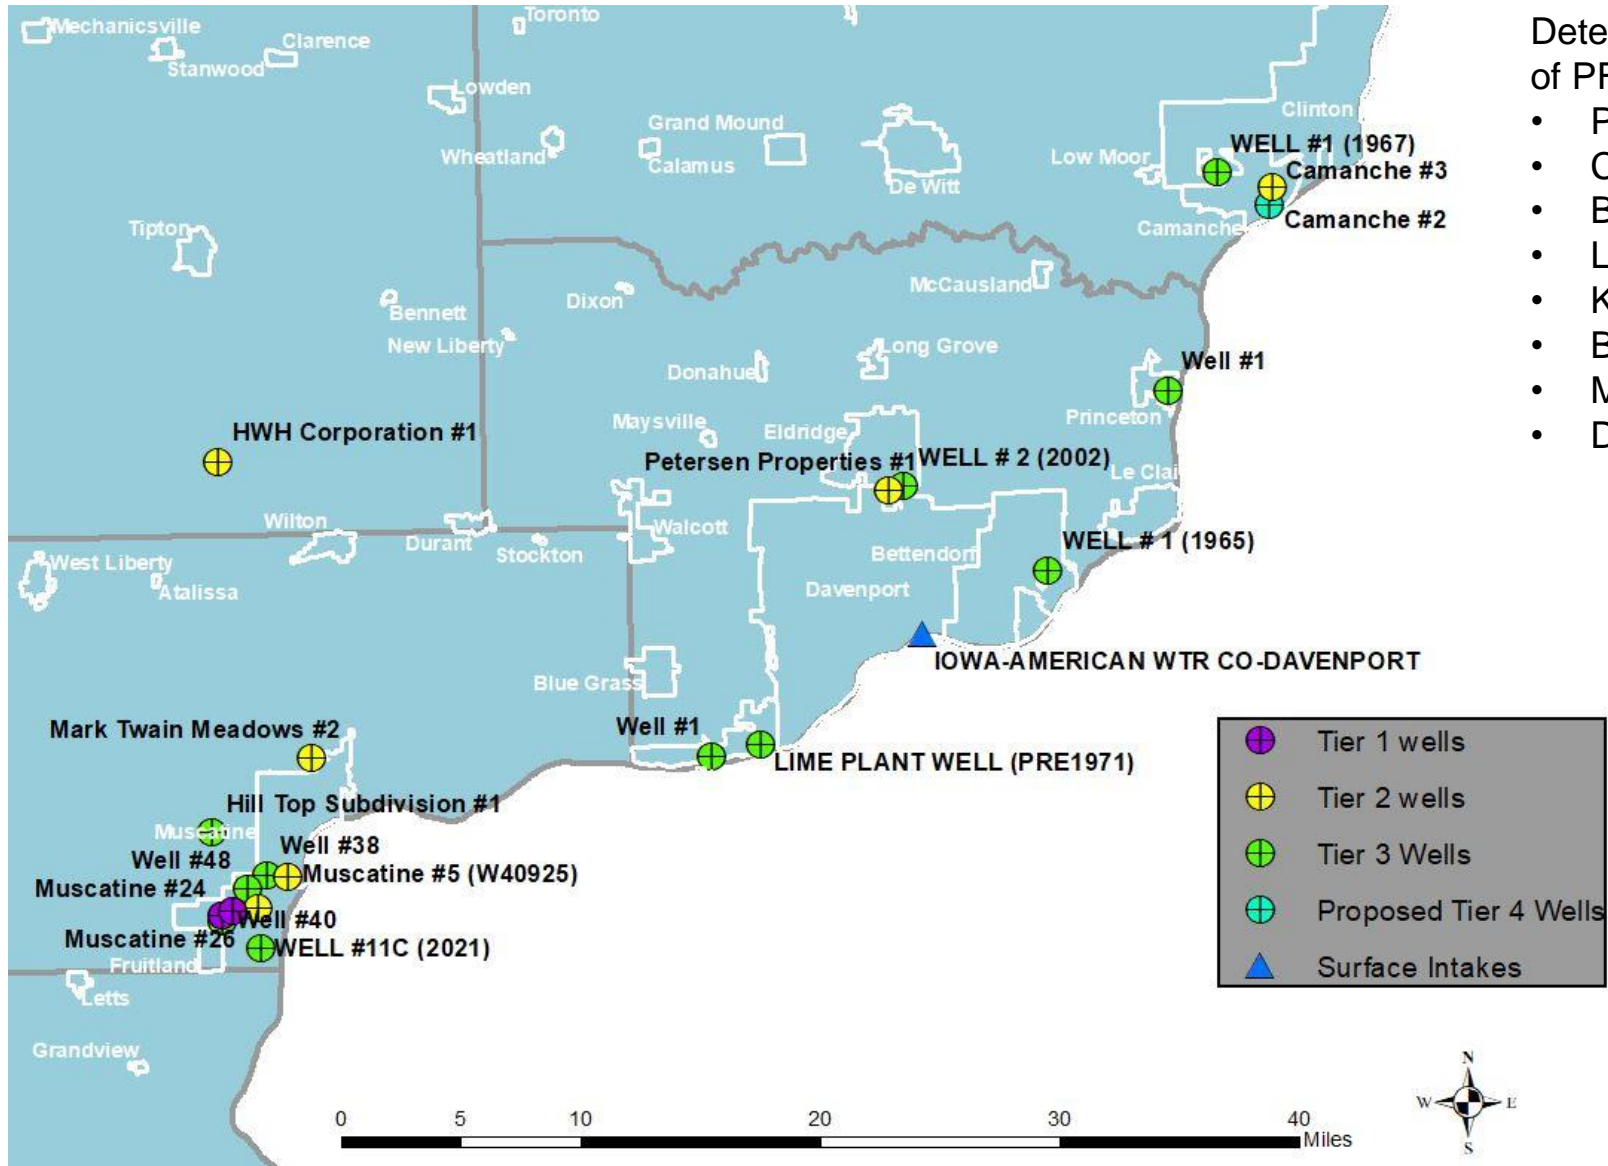 Mechanicsville
Toronto
Clarence
Stanwood
Lowden
Grand Mound
Clinton
Wheatland
Calamus
Low Moor
WELL #1 (1967)
De Witt
Camanche #3
Camanche #2
Tipton
Camanche
McCausland
Dixon
Bennett
New Liberty
Long Grove
Donahue
Well #1
Princeton
Maysville
Eldridge
HWH Corporation #1
Petersen Properties #1
WELL # 2 (2002)
Le Clai
Wilton
Walcott
Durant
Stockton
WELL # 1 (1965)
Bettendorf
West Liberty
Atalissa
Davenport
IOWA-AMERICAN WTR CO-DAVENPORT
Blue Grass
Mark Twain Meadows #2
Well #1
LIME PLANT WELL (PRE1971)
Hill Top Subdivision #1
Muscatine
Well #38
Well #48
Muscatine #5 (W40925)
Muscatine #24
Well #40
Muscatine #26
WELL #11C (2021)
Fruitland
Letts
Grandview
Tier 1 wells
Tier 2 wells
Tier 3 Wells
Proposed Tier 4 Wells
Surface Intakes
0 5 10 20 30 40
Miles
N
W E
S
Dete
of PF
• P
• C
• B
• L
• K
• B
• M
• D